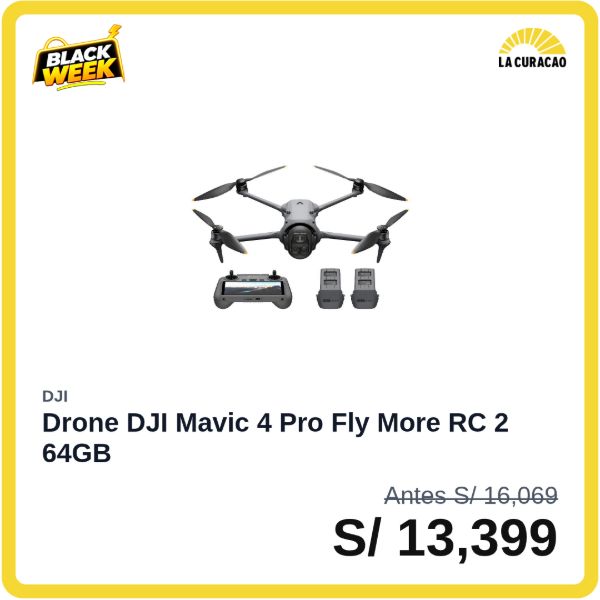 BLACK
WEEK
LA CURACAO
DJI
Drone DJI Mavic 4 Pro Fly More RC 2
64GB
Antes S/ 16,069
S/ 13,399